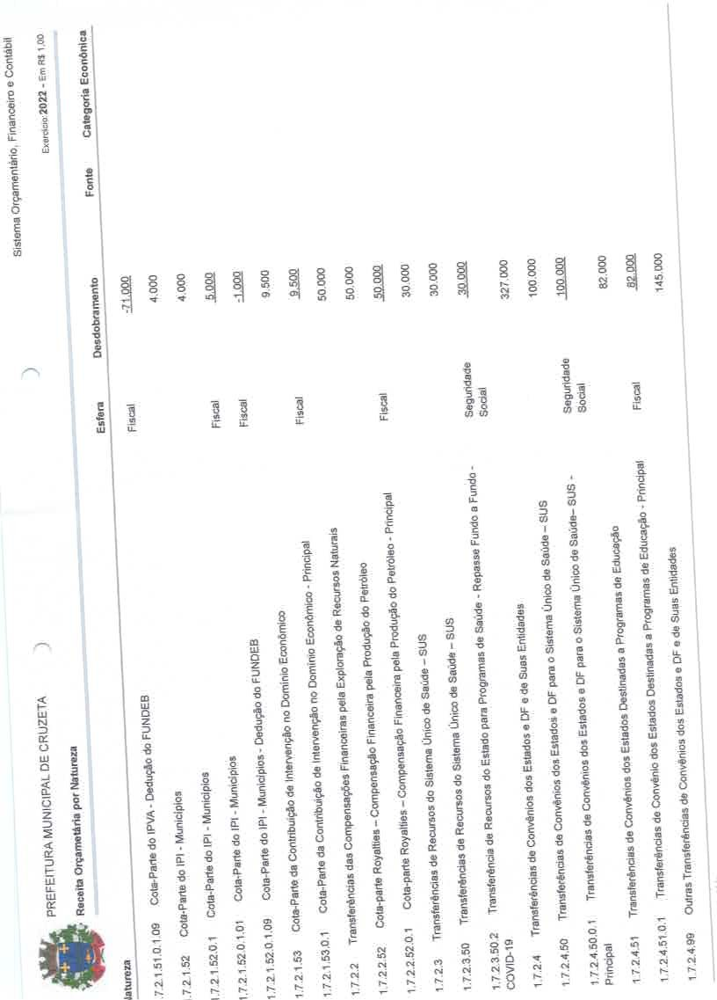 Sistema Orçamentário, Financeiro e Contábil
PREFEITURA MUNICIPAL DE CRUZETA
Exercício: 2022 - Em R$ 1,00
Receita Orçametária por Natureza
latureza Esfera Desdobramento Fonte Categoria Econônica
.7.2.1.51.0.1.09 Cota-Parte do IPVA - Dedução do FUNDEB Fiscal -71.000
1.7.2.1.52 Cota-Parte do IPI - Municípios 4.000
1.7.2.1.52.0.1 Cota-Parte do IPI - Municípios 4.000
1.7.2.1.52.0.1.01 Cota-Parte do IPI - Municípios Fiscal 5.000
1.7.2.1.52.0.1.09 Cota-Parte do IPI - Municípios - Dedução do FUNDEB Fiscal -1.000
1.7.2.1.53 Cota-Parte da Contribuição de Intervenção no Domínio Econômico 9.500
1.7.2.1.53.0.1 Cota-Parte da Contribuição de Intervenção no Domínio Econômico - Principal Fiscal 9.500
1.7.2.2 Transferências das Compensações Financeiras pela Exploração de Recursos Naturais 50.000
1.7.2.2.52 Cota-parte Royalties – Compensação Financeira pela Produção do Petróleo 50.000
1.7.2.2.52.0.1 Cota-parte Royalties – Compensação Financeira pela Produção do Petróleo - Principal Fiscal 50.000
1.7.2.3 Transferências de Recursos do Sistema Único de Saúde – SUS 30.000
1.7.2.3.50 Transferências de Recursos do Sistema Único de Saúde – SUS 30.000
1.7.2.3.50.2 Transferência de Recursos do Estado para Programas de Saúde - Repasse Fundo a Fundo - Seguridade 30.000
COVID-19 Social
1.7.2.4 Transferências de Convênios dos Estados e DF e de Suas Entidades 327.000
1.7.2.4.50 Transferências de Convênios dos Estados e DF para o Sistema Único de Saúde – SUS 100.000
1.7.2.4.50.0.1 Transferências de Convênios dos Estados e DF para o Sistema Único de Saúde– SUS - Seguridade 100.000
Principal Social
1.7.2.4.51 Transferências de Convênios dos Estados Destinadas a Programas de Educação 82.000
1.7.2.4.51.0.1 Transferências de Convênio dos Estados Destinadas a Programas de Educação - Principal Fiscal 82.000
1.7.2.4.99 Outras Transferências de Convênios dos Estados e DF e de Suas Entidades 145.000